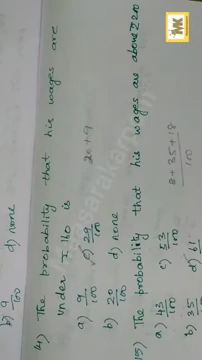 b) 9/100 d) none
14) The probability that his wages are
under ₹ 160 is
a) 9/100 c) 29/100 20+9
b) 20/100 d) none
15) The probability that his wages are above ₹ 200
a) 43/100 c) 53/100 8+35+18/100
b) 35 d) 61
MK